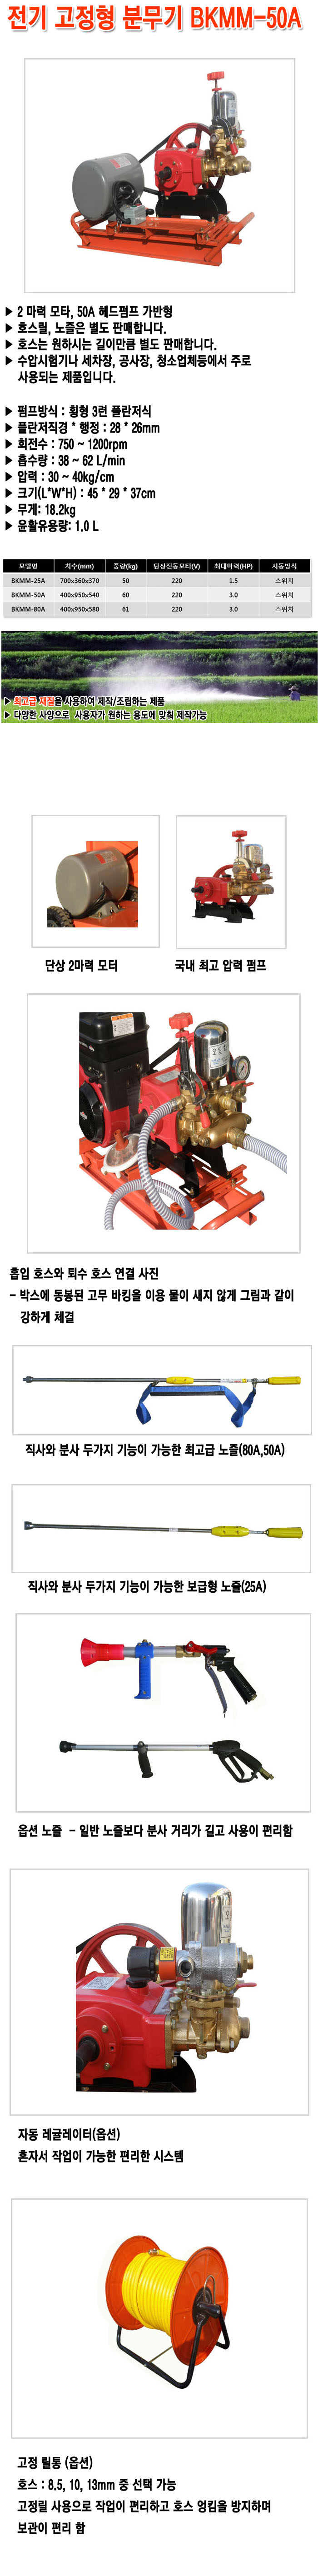 전기 고정형 분무기 BKMM-50A
▶ 2 마력 모타, 50A 헤드펌프 가반형
▶ 호스릴, 노즐은 별도 판매합니다.
▶ 호스는 원하시는 길이만큼 별도 판매합니다.
▶ 수압시험기나 세차장, 공사장, 청소업체등에서 주로
사용되는 제품입니다.
▶ 펌프방식 : 횡형 3련 플란저식
▶ 플란저직경 * 행정 : 28 * 26mm
▶ 회전수 : 750 ~ 1200rpm
▶ 흡수량 : 38 ~ 62 L/min
▶ 압력 : 30 ~ 40kg/cm
▶ 크기(L*W*H) : 45 * 29 * 37cm
▶ 무게: 18.2kg
▶ 윤활유용량: 1.0 L
모델명 치수(mm) 중량(kg) 단상전동모터(V) 최대마력(HP) 시동방식
BKMM-25A 700x360x370 50 220 1.5 스위치
BKMM-50A 400x950x540 60 220 3.0 스위치
BKMM-80A 400x950x580 61 220 3.0 스위치
▶ 최고급 재질을 사용하여 제작/조립하는 제품
▶ 다양한 사양으로 사용자가 원하는 용도에 맞춰 제작가능
단상 2마력 모터 국내 최고 압력 펌프
흡입 호스와 퇴수 호스 연결 사진
- 박스에 동봉된 고무 바킹을 이용 물이 새지 않게 그림과 같이
강하게 체결
직사와 분사 두가지 기능이 가능한 최고급 노즐(80A,50A)
직사와 분사 두가지 기능이 가능한 보급형 노즐(25A)
옵션 노즐 - 일반 노즐보다 분사 거리가 길고 사용이 편리함
자동 레귤레이터(옵션)
혼자서 작업이 가능한 편리한 시스템
고정 릴통 (옵션)
호스 : 8.5, 10, 13mm 중 선택 가능
고정릴 사용으로 작업이 편리하고 호스 엉킴을 방지하며
보관이 편리 함